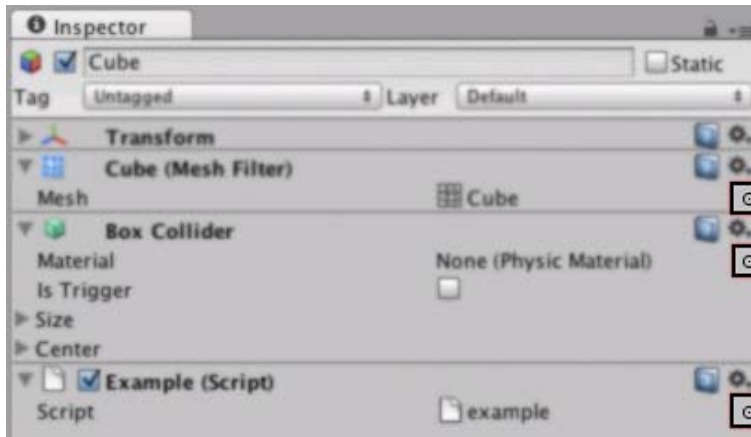 Inspector
Cube
Static
Tag Untagged Layer Default
Transform
Cube (Mesh Filter)
Mesh Cube
Box Collider
Material None (Physic Material)
Is Trigger
Size
Center
Example (Script)
Script example